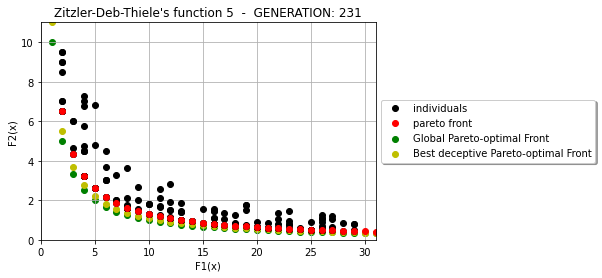 Zitzler-Deb-Thiele's function 5 - GENERATION: 231
10
8
6
4
2
0
F2(x)
0 5 10 15 20 25 30
F1(x)
individuals
pareto front
Global Pareto-optimal Front
Best deceptive Pareto-optimal Front